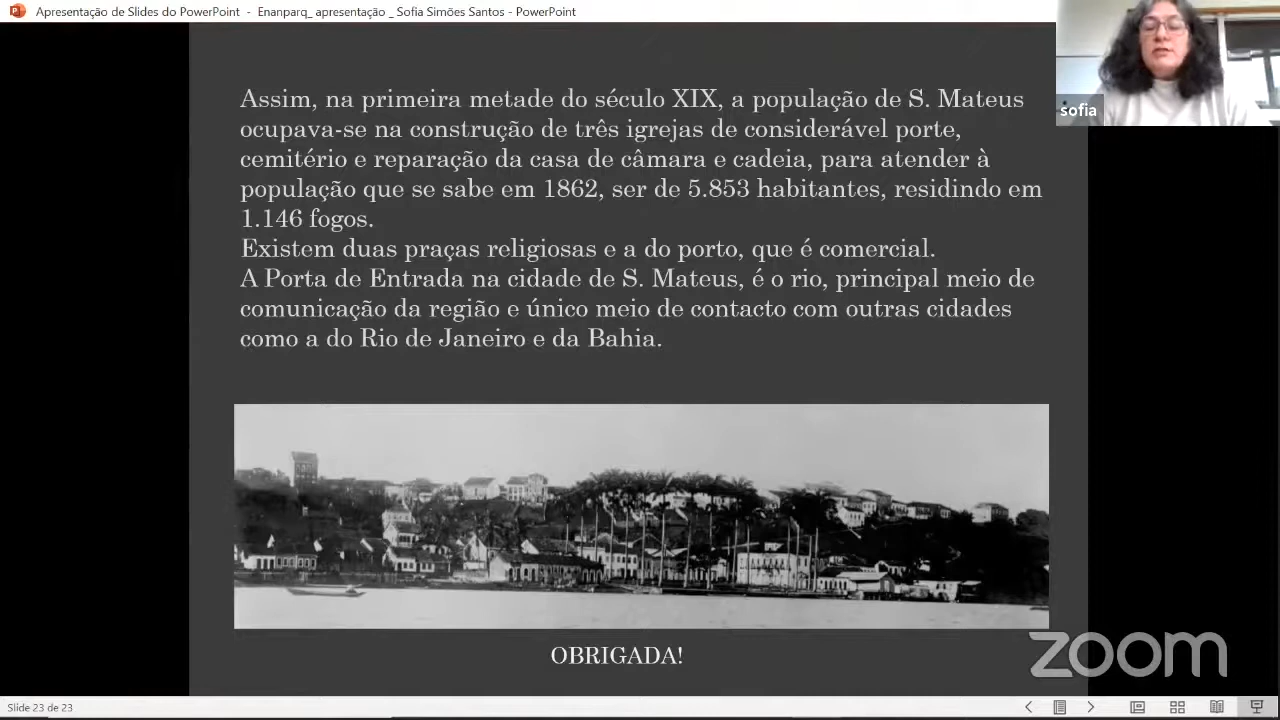 Apresentação de Slides do PowerPoint - Enanparq_ apresentação _ Sofia Simões Santos - PowerPoint
sofia
Assim, na primeira metade do século XIX, a população de S. Mateus
ocupava-se na construção de três igrejas de considerável porte,
cemitério e reparação da casa de câmara e cadeia, para atender à
população que se sabe em 1862, ser de 5.853 habitantes, residindo em
1.146 fogos.
Existem duas praças religiosas e a do porto, que é comercial.
A Porta de Entrada na cidade de S. Mateus, é o rio, principal meio de
comunicação da região e único meio de contacto com outras cidades
como a do Rio de Janeiro e da Bahia.
OBRIGADA!
zoom
Slide 23 de 23